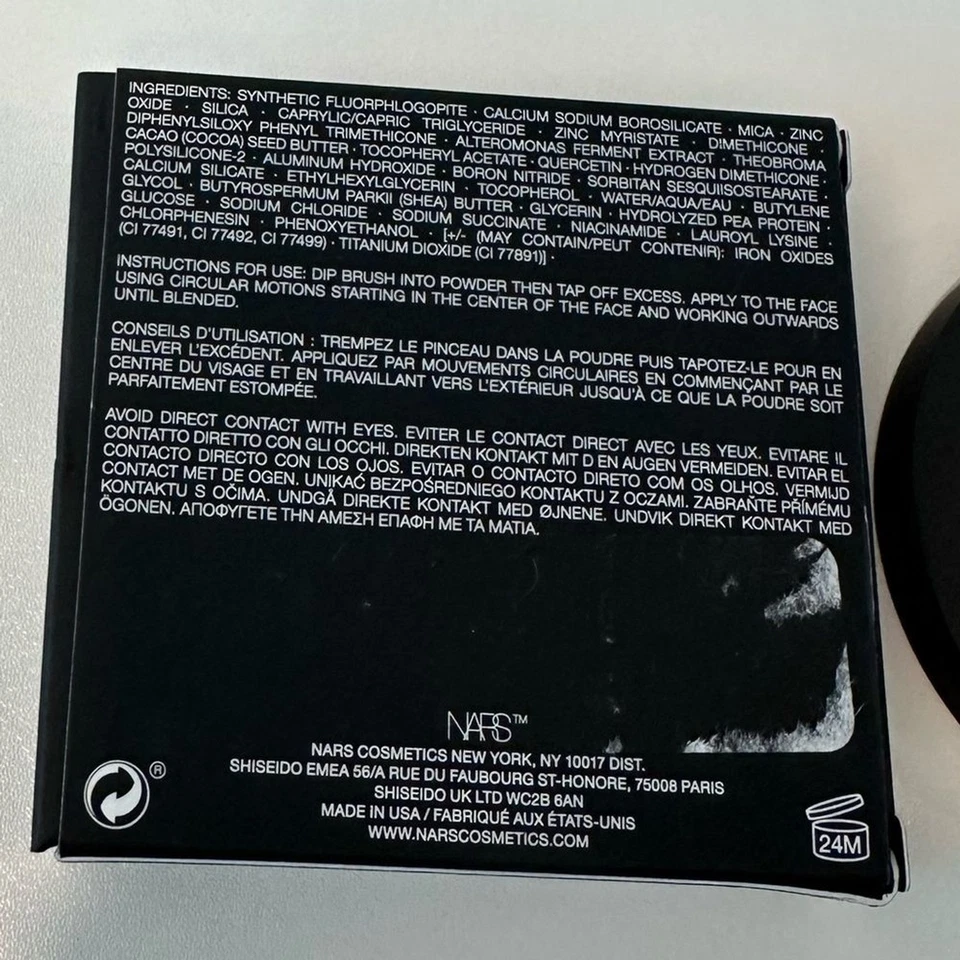 INGREDIENTS: SYNTHETIC FLUORPHLOGOPITE · CALCIUM SODIUM BOROSILICATE · MICA · ZINC
OXIDE · SILICA · CAPRYLIC/CAPRIC TRIGLYCERIDE · ZINC MYRISTATE · DIMETHICONE ·
DIPHENYLSILOXY PHENYL TRIMETHICONE · ALTEROMONAS FERMENT EXTRACT · THEOBROMA
CACAO (COCOA) SEED BUTTER · TOCOPHERYL ACETATE · QUERCETIN · HYDROGEN DIMETHICONE ·
POLYSILICONE-2 · ALUMINUM HYDROXIDE · BORON NITRIDE · SORBITAN SESQUIISOSTEARATE ·
CALCIUM SILICATE · ETHYLHEXYLGLYCERIN · TOCOPHEROL · WATER/AQUA/EAU · BUTYLENE
GLYCOL · BUTYROSPERMUM PARKII (SHEA) BUTTER · GLYCERIN · HYDROLYZED PEA PROTEIN ·
GLUCOSE · SODIUM CHLORIDE · SODIUM SUCCINATE · NIACINAMIDE · LAUROYL LYSINE ·
CHLORPHENESIN · PHENOXYETHANOL · [+/- (MAY CONTAIN/PEUT CONTENIR): IRON OXIDES
(CI 77491, CI 77492, CI 77499) · TITANIUM DIOXIDE (CI 77891)] ·
INSTRUCTIONS FOR USE: DIP BRUSH INTO POWDER THEN TAP OFF EXCESS. APPLY TO THE FACE
USING CIRCULAR MOTIONS STARTING IN THE CENTER OF THE FACE AND WORKING OUTWARDS
UNTIL BLENDED.
CONSEILS D'UTILISATION : TREMPEZ LE PINCEAU DANS LA POUDRE PUIS TAPOTEZ-LE POUR EN
ENLEVER L'EXCÉDENT. APPLIQUEZ PAR MOUVEMENTS CIRCULAIRES EN COMMENÇANT PAR LE
CENTRE DU VISAGE ET EN TRAVAILLANT VERS L'EXTÉRIEUR JUSQU'À CE QUE LA POUDRE SOIT
PARFAITEMENT ESTOMPÉE.
AVOID DIRECT CONTACT WITH EYES. EVITER LE CONTACT DIRECT AVEC LES YEUX. EVITARE IL
CONTATTO DIRETTO CON GLI OCCHI. DIREKTEN KONTAKT MIT DEN AUGEN VERMEIDEN. EVITAR EL
CONTACTO DIRECTO CON LOS OJOS. EVITAR O CONTACTO DIRETO COM OS OLHOS. VERMIJD
CONTACT MET DE OGEN. UNIKAĆ BEZPOŚREDNIEGO KONTAKTU Z OCZAMI. ZABRAŇTE PŘÍMÉMU
KONTAKTU S OČIMA. UNDGÅ DIREKTE KONTAKT MED ØJNENE. UNDVIK DIREKT KONTAKT MED
ÖGONEN. ΑΠΟΦΥΓΕΤΕ ΤΗΝ ΑΜΕΣΗ ΕΠΑΦΗ ΜΕ ΤΑ ΜΑΤΙΑ.
NARS™
NARS COSMETICS NEW YORK, NY 10017 DIST.
SHISEIDO EMEA 56/A RUE DU FAUBOURG ST-HONORE, 75008 PARIS
SHISEIDO UK LTD WC2B 6AN
MADE IN USA / FABRIQUÉ AUX ÉTATS-UNIS
WWW.NARSCOSMETICS.COM
®
24M